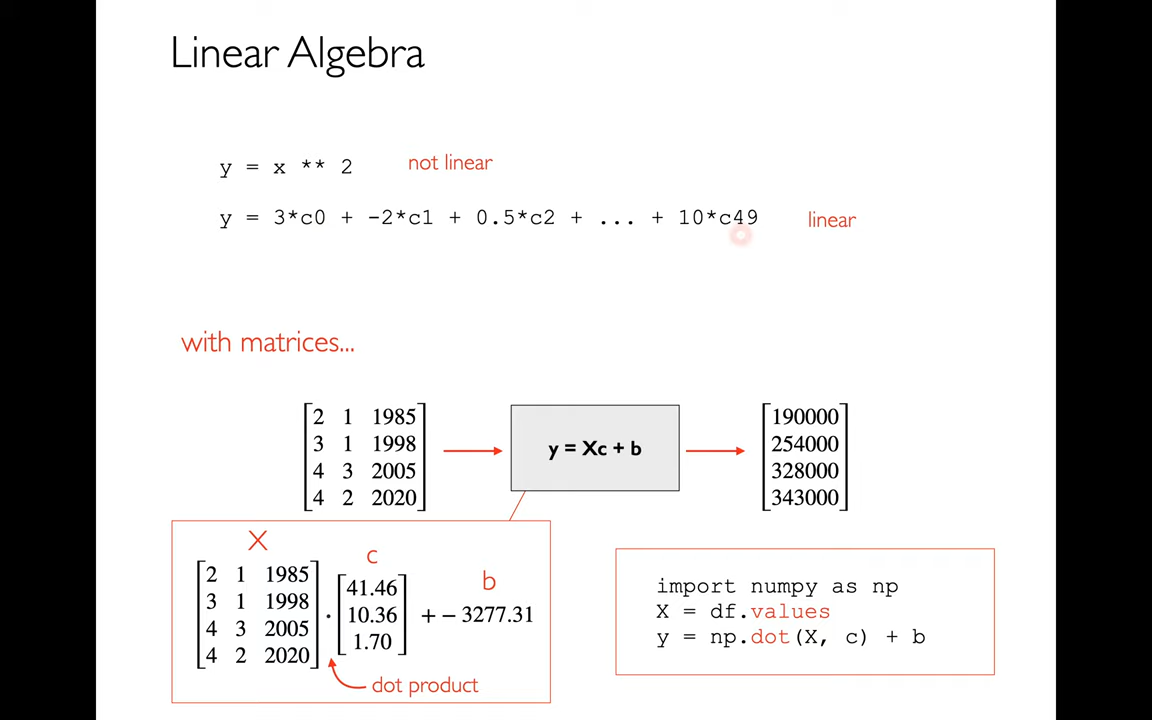 Linear Algebra
y = x ** 2 not linear
y = 3*c0 + -2*c1 + 0.5*c2 + ... + 10*c49 linear
with matrices...
2 1 1985
3 1 1998
4 3 2005
4 2 2020
y = Xc + b
190000
254000
328000
343000
X
c
b
2 1 1985
3 1 1998
4 3 2005
4 2 2020
·
41.46
10.36
1.70
+ − 3277.31
dot product
import numpy as np
X = df.values
y = np.dot(X, c) + b